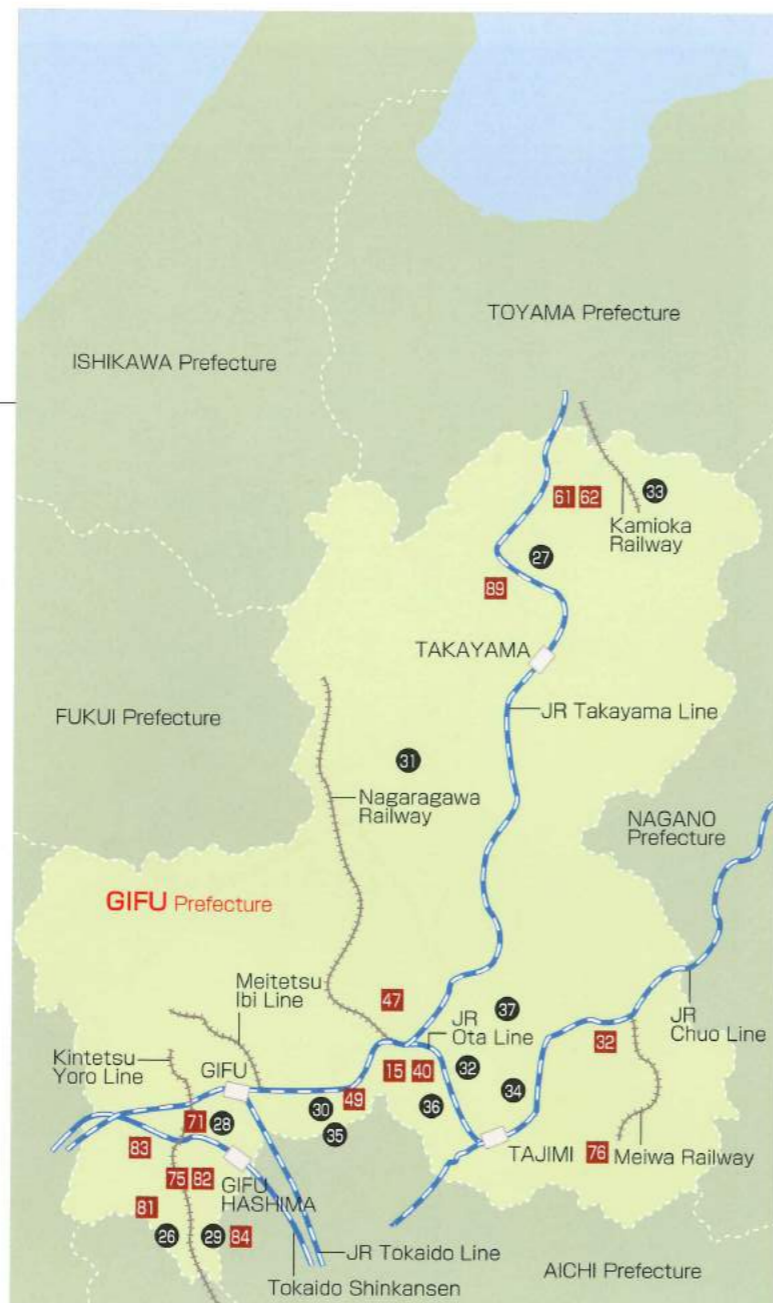 TOYAMA Prefecture
ISHIKAWA Prefecture
61 62
33
Kamioka
Railway
27
89
TAKAYAMA
FUKUI Prefecture
JR Takayama Line
31
Nagaragawa
Railway
NAGANO
Prefecture
GIFU Prefecture
Meitetsu
Ibi Line
47
37
JR
Ota Line
JR
Chuo Line
Kintetsu
Yoro Line
GIFU
15 40
32
32
49
30
36
34
71 28
35
83
TAJIMI
76
Meiwa Railway
75 82
GIFU
HASHIMA
81
26
29 84
JR Tokaido Line
AICHI Prefecture
Tokaido Shinkansen